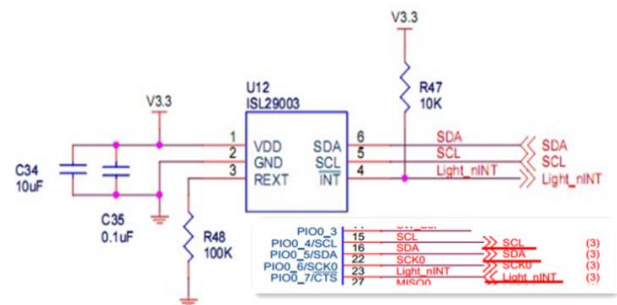 V3.3
R47
10K
U12
ISL29003
V3.3
1 VDD SDA 6 SDA SDA
2 GND SCL 5 SCL SCL
3 REXT INT 4 Light_nINT Light_nINT
C34
10uF
C35
0.1uF
R48
100K
PIO0_3
PIO0_4/SCL 15 SCL SCL (3)
PIO0_5/SDA 16 SDA SDA (3)
PIO0_6/SCK0 22 SCK0 SCK0 (3)
PIO0_7/CTS 23 Light_nINT Light_nINT (3)
27 MISO0